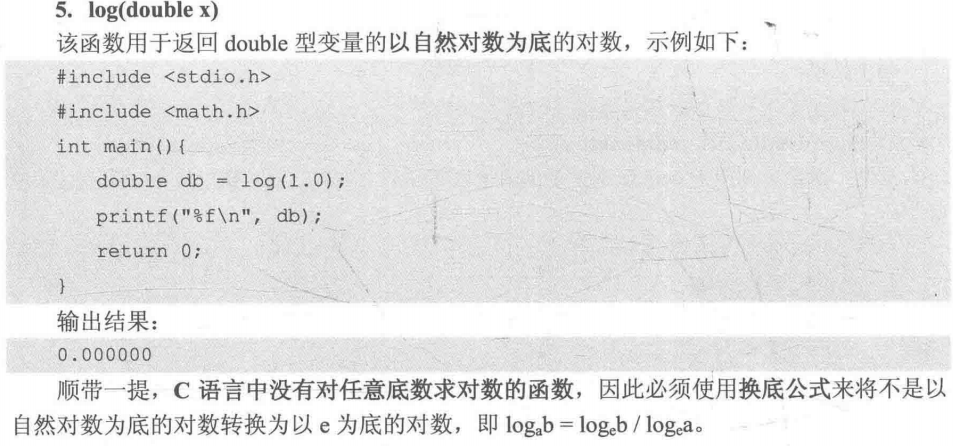 5. log(double x)
该函数用于返回 double 型变量的以自然对数为底的对数，示例如下：
#include <stdio.h>
#include <math.h>
int main(){
double db = log(1.0);
printf("%f\n", db);
return 0;
}
输出结果：
0.000000
顺带一提，C 语言中没有对任意底数求对数的函数，因此必须使用换底公式来将不是以
自然对数为底的对数转换为以 e 为底的对数，即 logₐb = logₑb / logₑa。